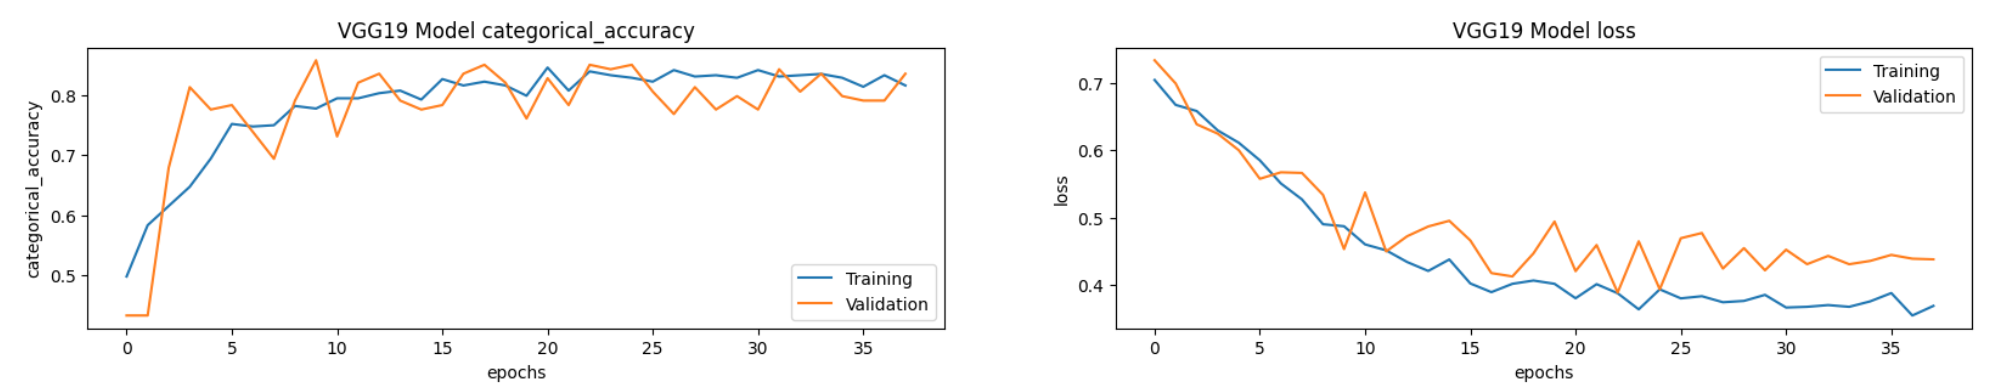 VGG19 Model categorical_accuracy
categorical_accuracy
0.8
0.7
0.6
0.5
Training
Validation
0 5 10 15 20 25 30 35
epochs
VGG19 Model loss
loss
0.7
0.6
0.5
0.4
Training
Validation
0 5 10 15 20 25 30 35
epochs